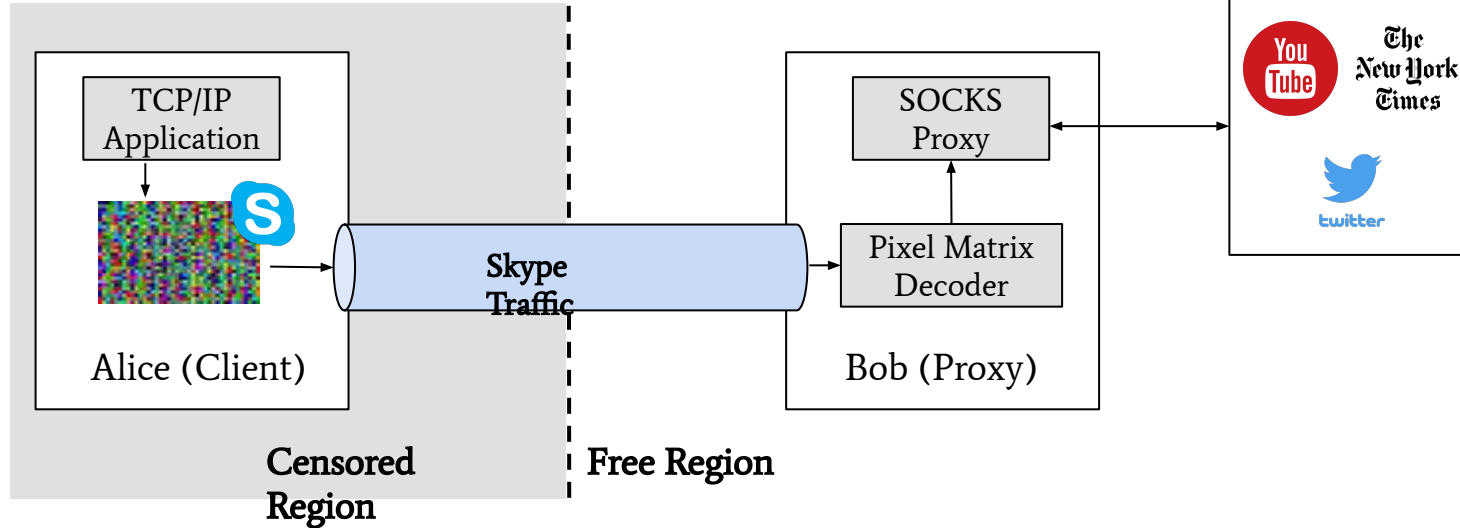 TCP/IP
Application
S
Skype
Traffic
Alice (Client)
Censored
Region
Free Region
SOCKS
Proxy
Pixel Matrix
Decoder
Bob (Proxy)
You
Tube
The
New York
Times
twitter